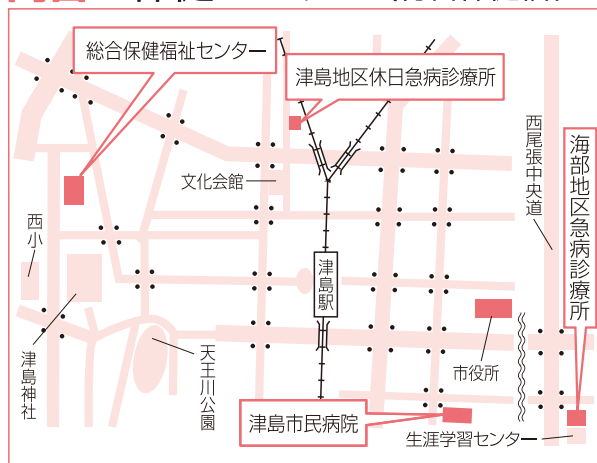 総合保健福祉センター
津島地区休日急病診療所
西尾張中央道
海部地区急病診療所
文化会館
西小
津島駅
津島神社
天王川公園
市役所
津島市民病院
生涯学習センター